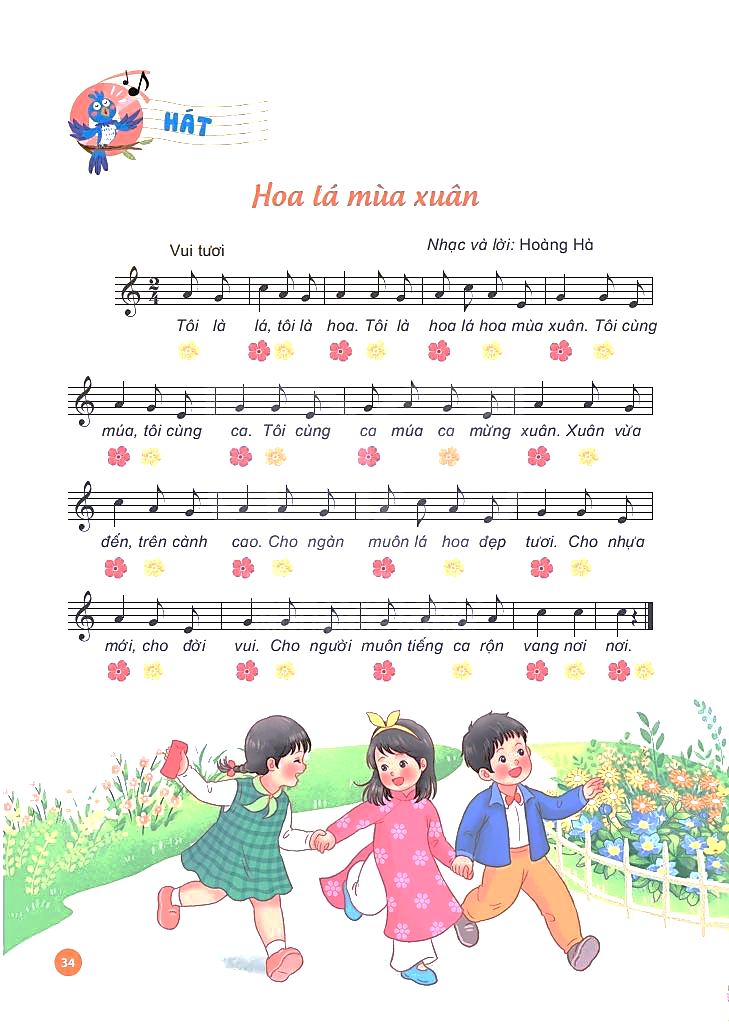 HÁT
Hoa lá mùa xuân
Vui tươi
Nhạc và lời: Hoàng Hà
2
4
Tôi là lá, tôi là hoa. Tôi là hoa lá hoa mùa xuân. Tôi cùng
múa, tôi cùng ca. Tôi cùng ca múa ca mừng xuân. Xuân vừa
đến, trên cành cao. Cho ngàn muôn lá hoa đẹp tươi. Cho nhựa
mới, cho đời vui. Cho người muôn tiếng ca rộn vang nơi nơi.
34